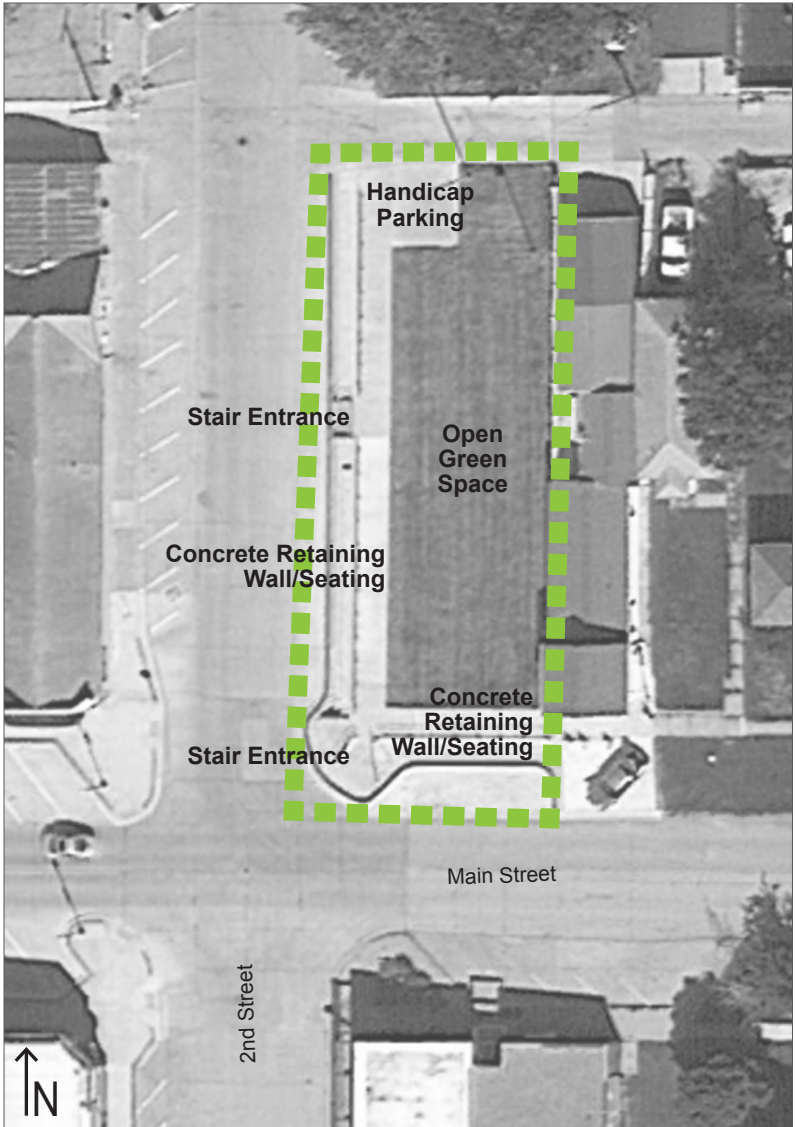 Handicap
Parking
Stair Entrance
Open
Green
Space
Concrete Retaining
Wall/Seating
Concrete
Retaining
Wall/Seating
Stair Entrance
Main Street
2nd Street
N